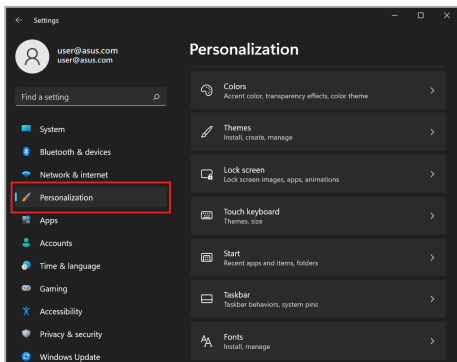 Settings
user@asus.com
user@asus.com
Find a setting
System
Bluetooth & devices
Network & internet
Personalization
Apps
Accounts
Time & language
Gaming
Accessibility
Privacy & security
Windows Update
Personalization
Colors
Accent color, transparency effects, color theme
Themes
Install, create, manage
Lock screen
Lock screen images, apps, animations
Touch keyboard
Themes, size
Start
Recent apps and items, folders
Taskbar
Taskbar behaviors, system pins
Fonts
Install, manage